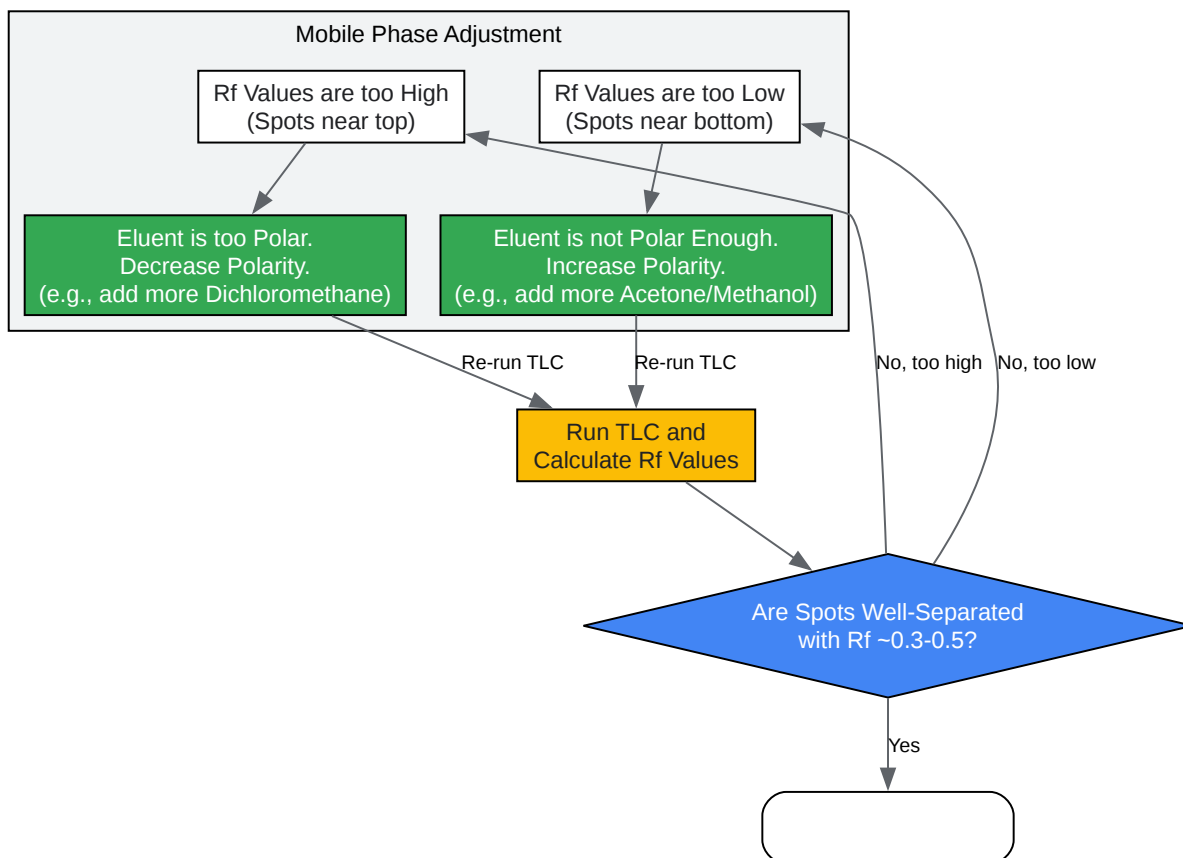 Mobile Phase Adjustment
Rf Values are too High
(Spots near top)
Rf Values are too Low
(Spots near bottom)
Eluent is too Polar.
Decrease Polarity.
(e.g., add more Dichloromethane)
Eluent is not Polar Enough.
Increase Polarity.
(e.g., add more Acetone/Methanol)
Re-run TLC
Re-run TLC
No, too high
No, too low
Run TLC and
Calculate Rf Values
Are Spots Well-Separated
with Rf ~0.3-0.5?
Yes